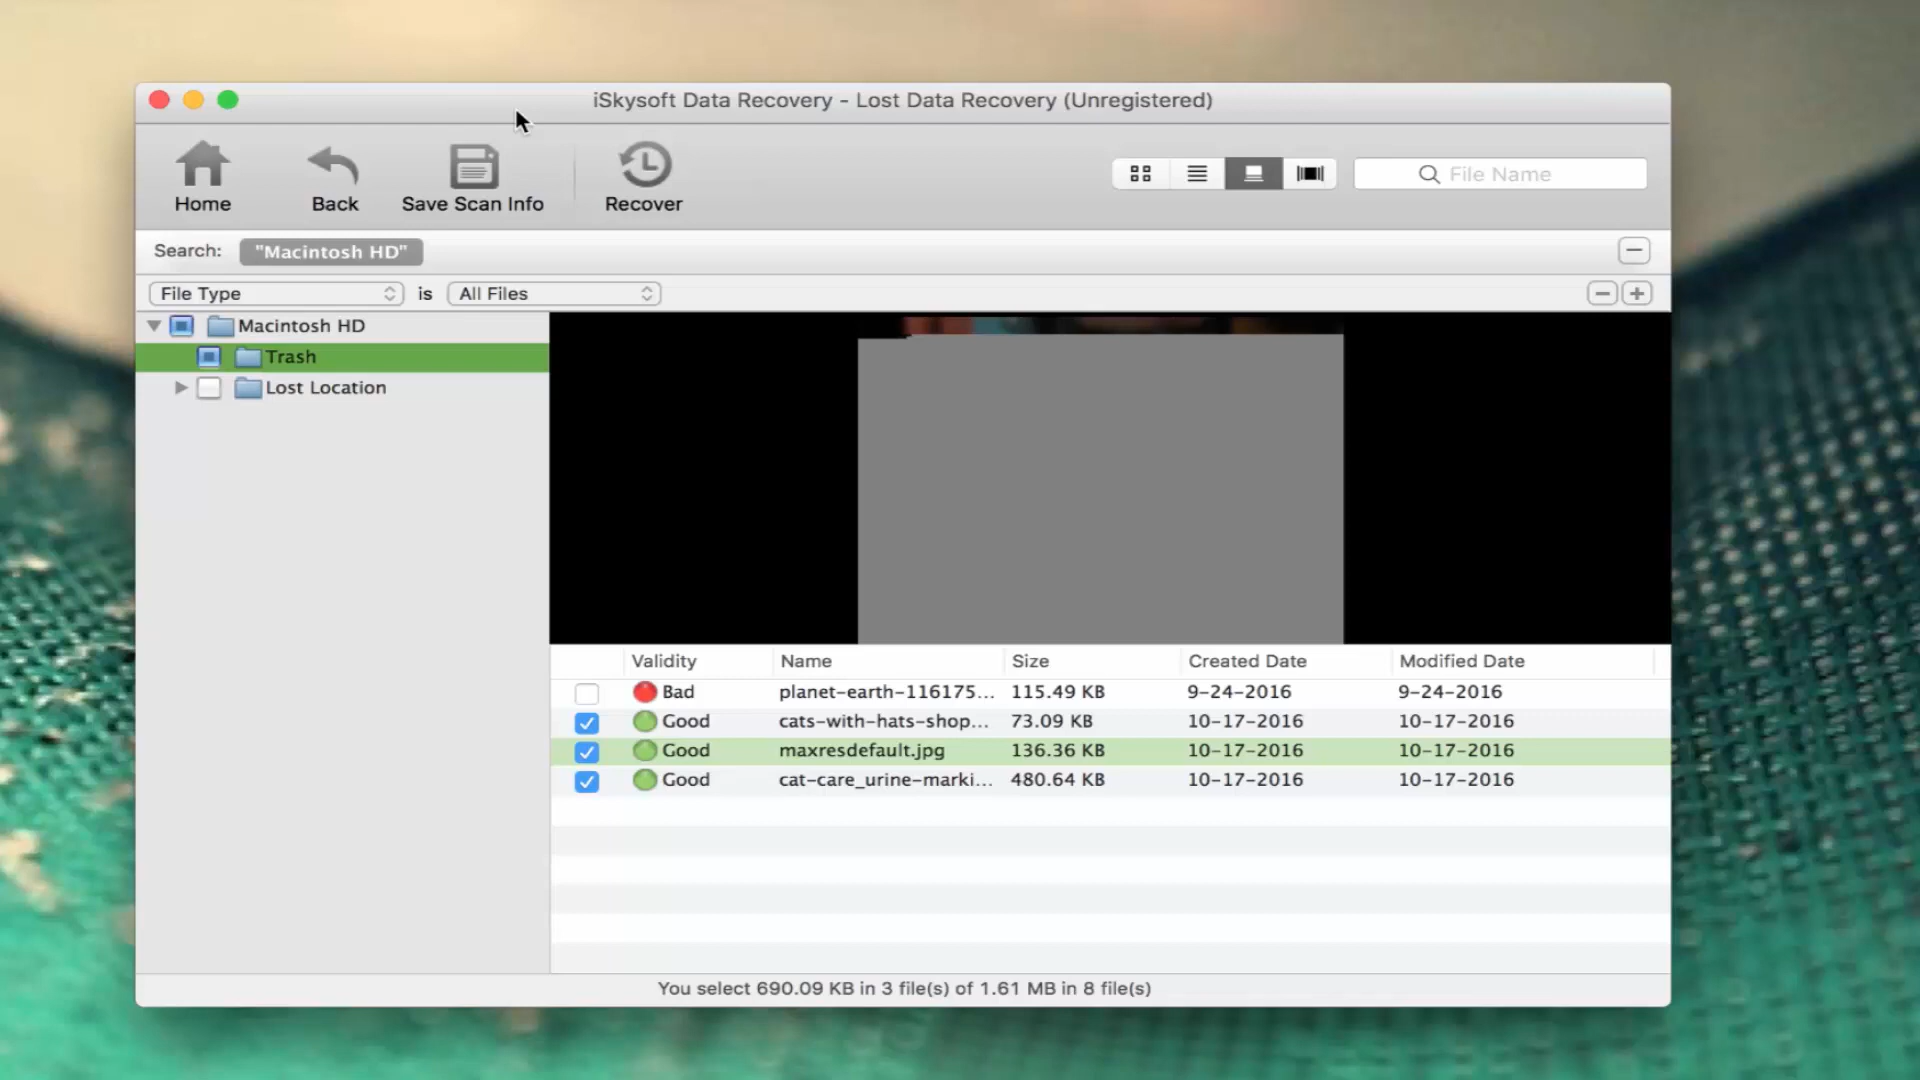 iSkysoft Data Recovery - Lost Data Recovery (Unregistered)
Home Back Save Scan Info Recover
File Name
Search: "Macintosh HD"
File Type is All Files
Macintosh HD
Trash
Lost Location
Validity Name Size Created Date Modified Date
Bad planet-earth-116175... 115.49 KB 9-24-2016 9-24-2016
Good cats-with-hats-shop... 73.09 KB 10-17-2016 10-17-2016
Good maxresdefault.jpg 136.36 KB 10-17-2016 10-17-2016
Good cat-care_urine-marki... 480.64 KB 10-17-2016 10-17-2016
You select 690.09 KB in 3 file(s) of 1.61 MB in 8 file(s)